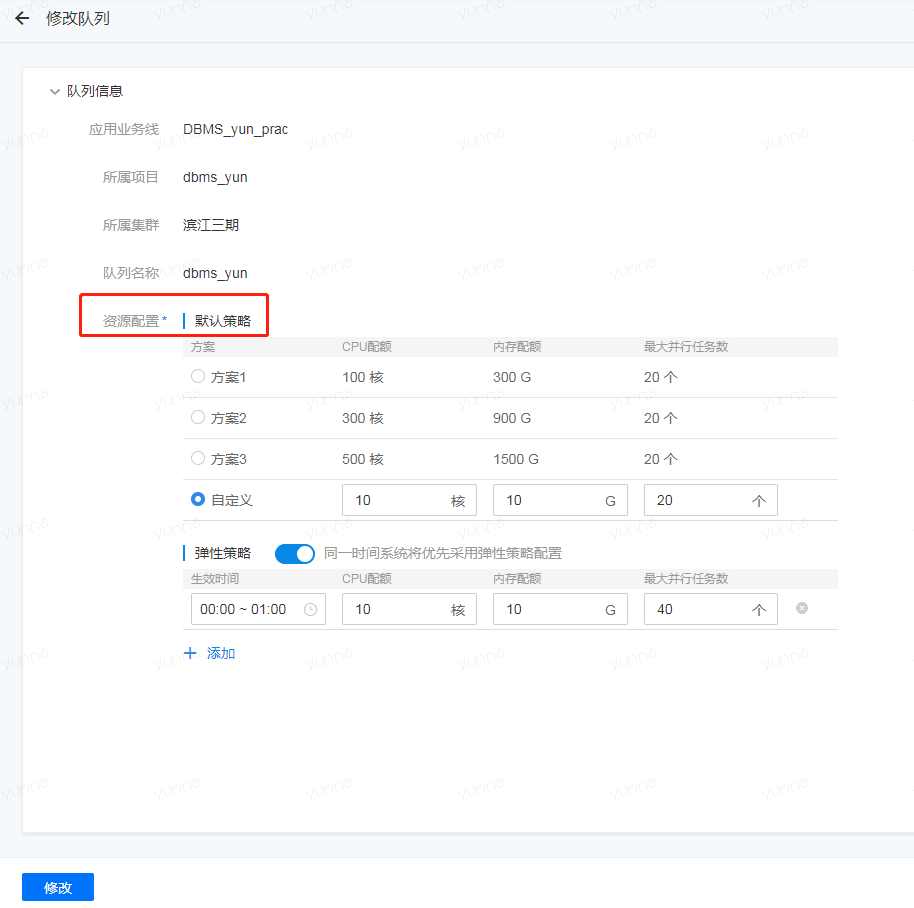 修改队列
队列信息
应用业务线 DBMS_yun_prac
所属项目 dbms_yun
所属集群 滨江三期
队列名称 dbms_yun
资源配置* 默认策略
方案 CPU配额 内存配额 最大并行任务数
方案1 100 核 300 G 20 个
方案2 300 核 900 G 20 个
方案3 500 核 1500 G 20 个
自定义 10 核 10 G 20 个
弹性策略 同一时间系统将优先采用弹性策略配置
生效时间 CPU配额 内存配额 最大并行任务数
00:00 ~ 01:00 10 核 10 G 40 个
+ 添加
修改